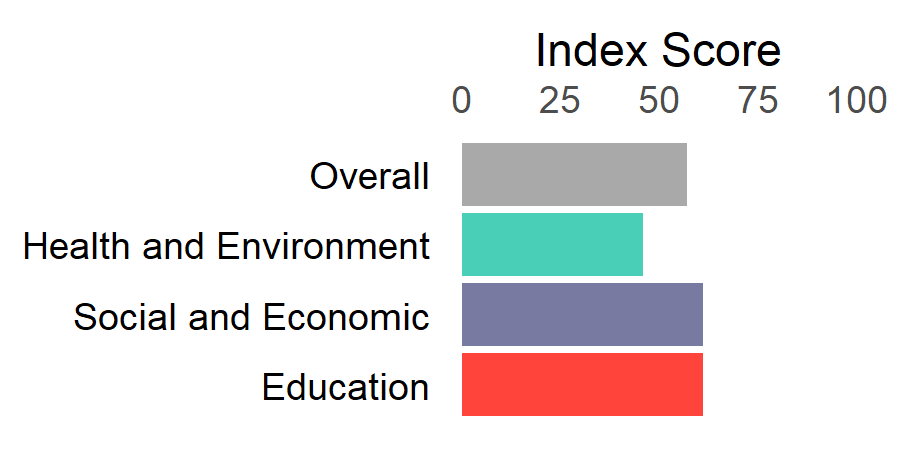 Index Score
0 25 50 75 100
Overall
Health and Environment
Social and Economic
Education